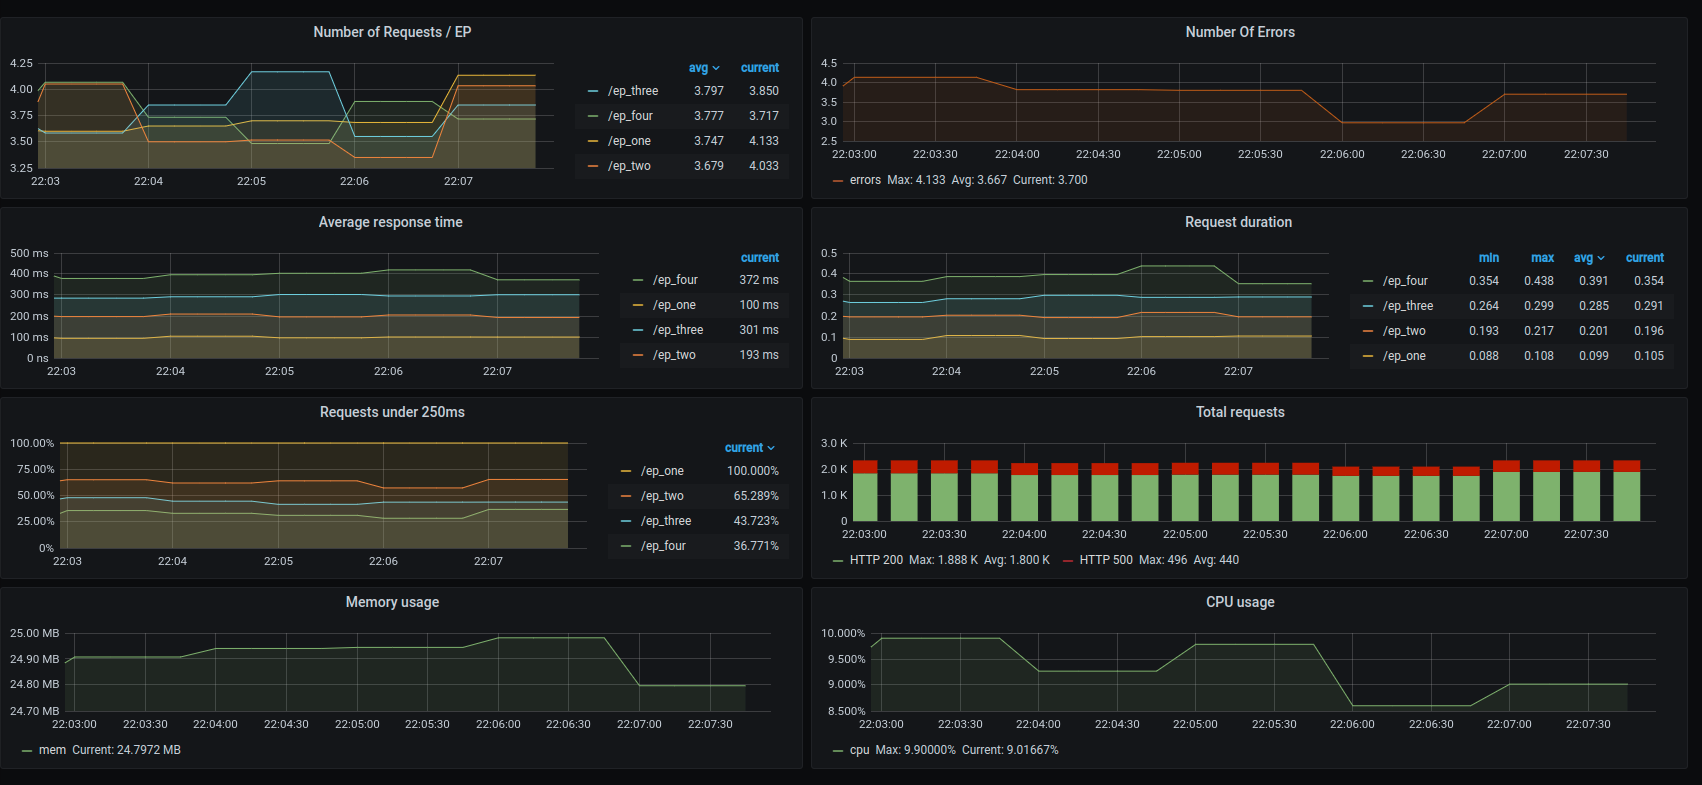 Number of Requests / EP
4.25
4.00
3.75
3.50
3.25
22:03 22:04 22:05 22:06 22:07
avg current
/ep_three 3.797 3.850
/ep_four 3.777 3.717
/ep_one 3.747 4.133
/ep_two 3.679 4.033
Number Of Errors
4.5
4.0
3.5
3.0
2.5
22:03:00 22:03:30 22:04:00 22:04:30 22:05:00 22:05:30 22:06:00 22:06:30 22:07:00 22:07:30
errors Max: 4.133 Avg: 3.667 Current: 3.700
Average response time
500 ms
400 ms
300 ms
200 ms
100 ms
0 ns
22:03 22:04 22:05 22:06 22:07
current
/ep_four 372 ms
/ep_one 100 ms
/ep_three 301 ms
/ep_two 193 ms
Request duration
0.5
0.4
0.3
0.2
0.1
0
22:03 22:04 22:05 22:06 22:07
min max avg current
/ep_four 0.354 0.438 0.391 0.354
/ep_three 0.264 0.299 0.285 0.291
/ep_two 0.193 0.217 0.201 0.196
/ep_one 0.088 0.108 0.099 0.105
Requests under 250ms
100.00%
75.00%
50.00%
25.00%
0%
22:03 22:04 22:05 22:06 22:07
current
/ep_one 100.000%
/ep_two 65.289%
/ep_three 43.723%
/ep_four 36.771%
Total requests
3.0 K
2.0 K
1.0 K
0
22:03:00 22:03:30 22:04:00 22:04:30 22:05:00 22:05:30 22:06:00 22:06:30 22:07:00 22:07:30
HTTP 200 Max: 1.888 K Avg: 1.800 K HTTP 500 Max: 496 Avg: 440
Memory usage
25.00 MB
24.90 MB
24.80 MB
24.70 MB
22:03:00 22:03:30 22:04:00 22:04:30 22:05:00 22:05:30 22:06:00 22:06:30 22:07:00 22:07:30
mem Current: 24.7972 MB
CPU usage
10.000%
9.500%
9.000%
8.500%
22:03:00 22:03:30 22:04:00 22:04:30 22:05:00 22:05:30 22:06:00 22:06:30 22:07:00 22:07:30
cpu Max: 9.90000% Current: 9.01667%